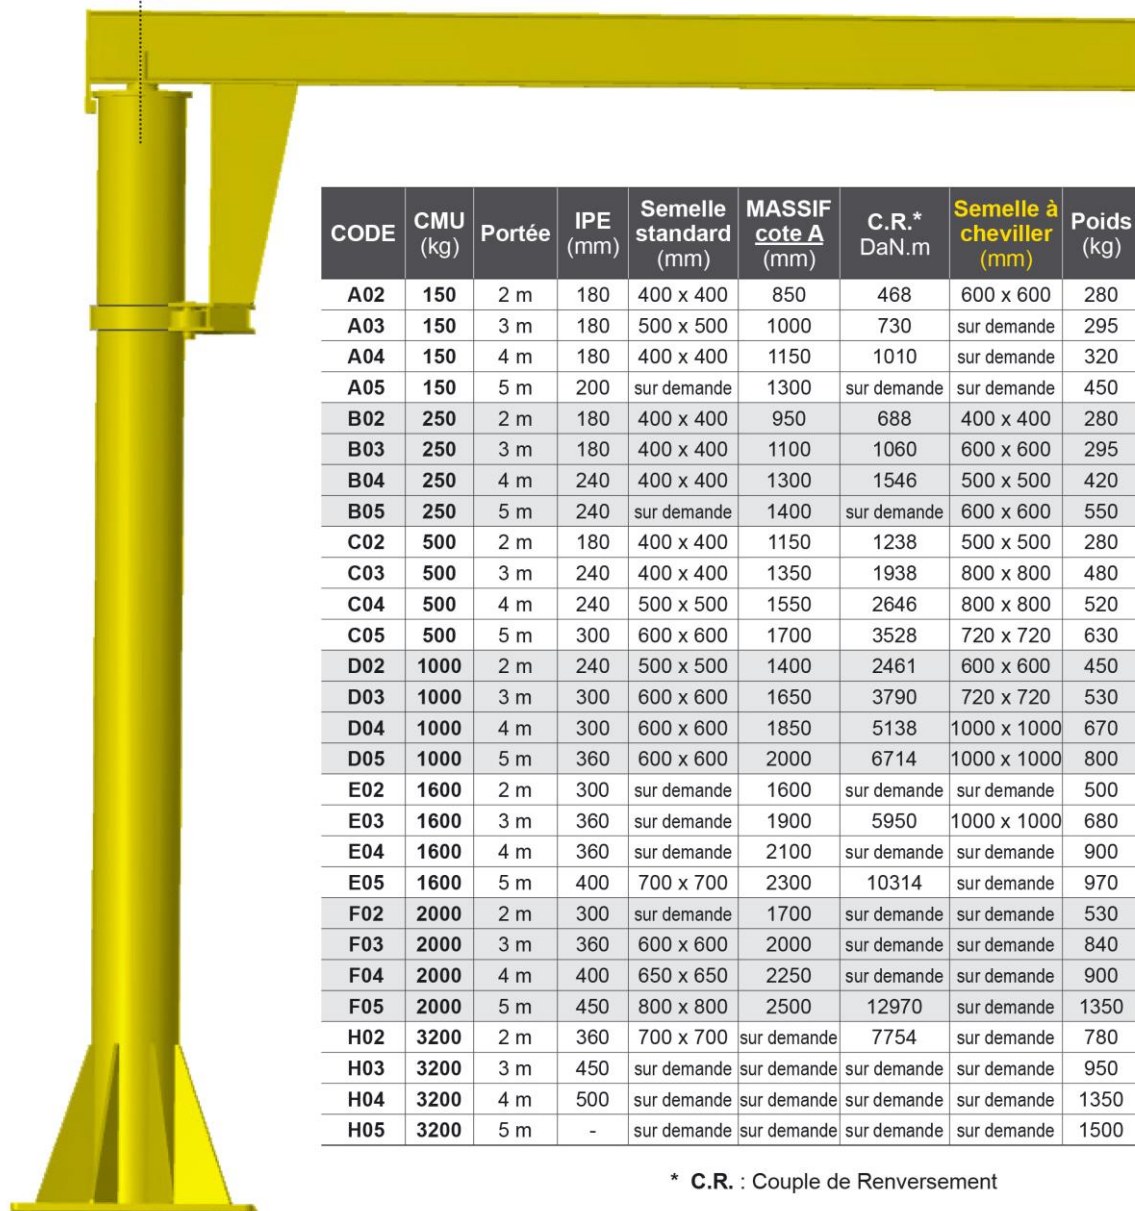 CODE CMU (kg) Portée IPE (mm) Semelle standard (mm) MASSIF cote A (mm) C.R.* DaN.m Semelle à cheviller (mm) Poids (kg)
A02 150 2 m 180 400 x 400 850 468 600 x 600 280
A03 150 3 m 180 500 x 500 1000 730 sur demande 295
A04 150 4 m 180 400 x 400 1150 1010 sur demande 320
A05 150 5 m 200 sur demande 1300 sur demande sur demande 450
B02 250 2 m 180 400 x 400 950 688 400 x 400 280
B03 250 3 m 180 400 x 400 1100 1060 600 x 600 295
B04 250 4 m 240 400 x 400 1300 1546 500 x 500 420
B05 250 5 m 240 sur demande 1400 sur demande 600 x 600 550
C02 500 2 m 180 400 x 400 1150 1238 500 x 500 280
C03 500 3 m 240 400 x 400 1350 1938 800 x 800 480
C04 500 4 m 240 500 x 500 1550 2646 800 x 800 520
C05 500 5 m 300 600 x 600 1700 3528 720 x 720 630
D02 1000 2 m 240 500 x 500 1400 2461 600 x 600 450
D03 1000 3 m 300 600 x 600 1650 3790 720 x 720 530
D04 1000 4 m 300 600 x 600 1850 5138 1000 x 1000 670
D05 1000 5 m 360 600 x 600 2000 6714 1000 x 1000 800
E02 1600 2 m 300 sur demande 1600 sur demande sur demande 500
E03 1600 3 m 360 sur demande 1900 5950 1000 x 1000 680
E04 1600 4 m 360 sur demande 2100 sur demande sur demande 900
E05 1600 5 m 400 700 x 700 2300 10314 sur demande 970
F02 2000 2 m 300 sur demande 1700 sur demande sur demande 530
F03 2000 3 m 360 600 x 600 2000 sur demande sur demande 840
F04 2000 4 m 400 650 x 650 2250 sur demande sur demande 900
F05 2000 5 m 450 800 x 800 2500 12970 sur demande 1350
H02 3200 2 m 360 700 x 700 sur demande 7754 sur demande 780
H03 3200 3 m 450 sur demande sur demande sur demande sur demande 950
H04 3200 4 m 500 sur demande sur demande sur demande sur demande 1350
H05 3200 5 m - sur demande sur demande sur demande sur demande 1500
* C.R. : Couple de Renversement